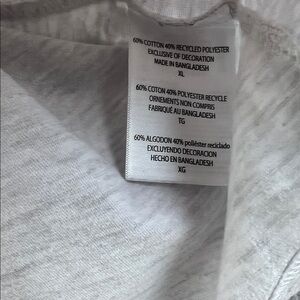 60% COTTON 40% RECYCLED POLYESTER
EXCLUSIVE OF DECORATION
MADE IN BANGLADESH
XL
60% COTON 40% POLYESTER RECYCLE
ORNEMENTS NON COMPRIS
FABRIQUÉ AU BANGLADESH
TG
60% ALGODON 40% poliéster reciclado
EXCLUYENDO DECORACION
HECHO EN BANGLADESH
XG